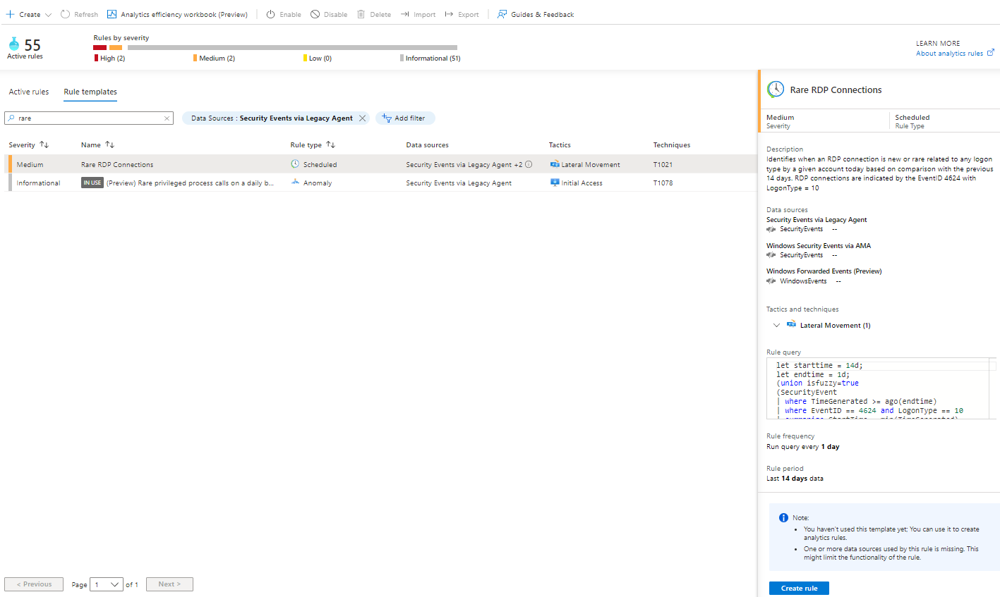 Create Refresh Analytics efficiency workbook (Preview) Enable Disable Delete Import Export Guides & Feedback
55
Active rules
Rules by severity
High (2) Medium (2) Low (0) Informational (51)
LEARN MORE
About analytics rules
Active rules Rule templates
rare
Data Sources : Security Events via Legacy Agent
Add filter
Severity Name Rule type Data sources Tactics Techniques
Medium Rare RDP Connections Scheduled Security Events via Legacy Agent +2 Lateral Movement T1021
Informational IN USE (Preview) Rare privileged process calls on a daily b... Anomaly Security Events via Legacy Agent Initial Access T1078
< Previous Page 1 of 1 Next >
Rare RDP Connections
Medium Scheduled
Severity Rule Type
Description
Identifies when an RDP connection is new or rare related to any logon
type by a given account today based on comparison with the previous
14 days. RDP connections are indicated by the EventID 4624 with
LogonType = 10
Data sources
Security Events via Legacy Agent
SecurityEvents --
Windows Security Events via AMA
SecurityEvents --
Windows Forwarded Events (Preview)
WindowsEvents --
Tactics and techniques
Lateral Movement (1)
Rule query
let starttime = 14d;
let endtime = 1d;
(union isfuzzy=true
(SecurityEvent
| where TimeGenerated >= ago(endtime)
| where EventID == 4624 and LogonType == 10
| summarize StartTime = min(TimeGenerated)
Rule frequency
Run query every 1 day
Rule period
Last 14 days data
Note:
• You haven't used this template yet; You can use it to create
analytics rules.
• One or more data sources used by this rule is missing. This
might limit the functionality of the rule.
Create rule